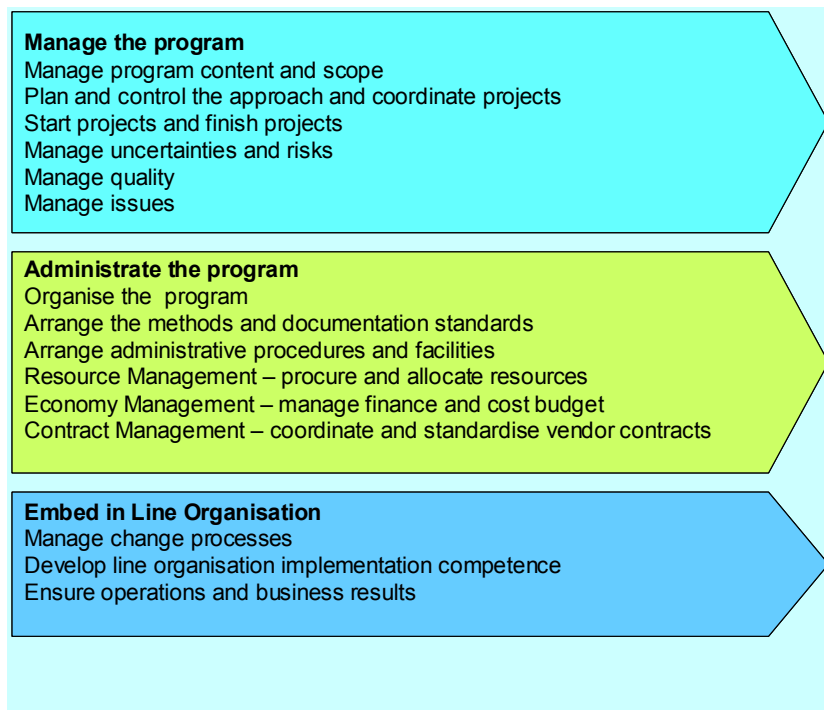 Manage the program
Manage program content and scope
Plan and control the approach and coordinate projects
Start projects and finish projects
Manage uncertainties and risks
Manage quality
Manage issues
Administrate the program
Organise the program
Arrange the methods and documentation standards
Arrange administrative procedures and facilities
Resource Management – procure and allocate resources
Economy Management – manage finance and cost budget
Contract Management – coordinate and standardise vendor contracts
Embed in Line Organisation
Manage change processes
Develop line organisation implementation competence
Ensure operations and business results